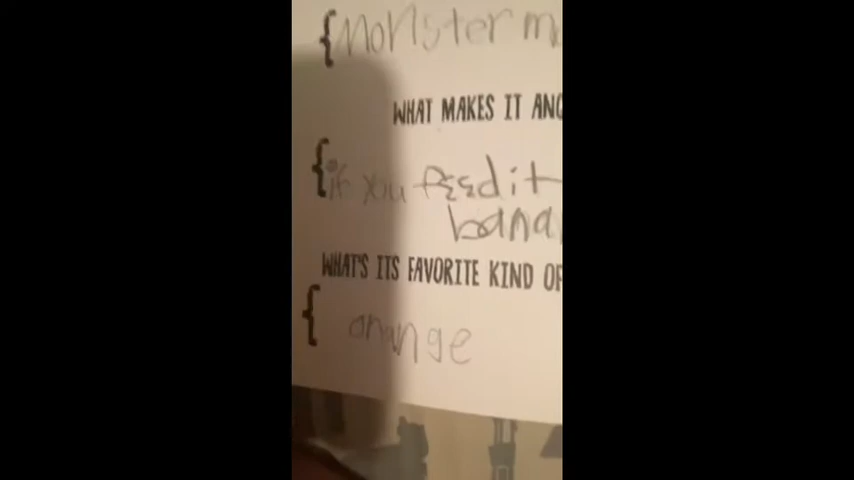 { Monster m
WHAT MAKES IT ANG
{ if you feed it
bana
WHAT'S ITS FAVORITE KIND OF
{ orange